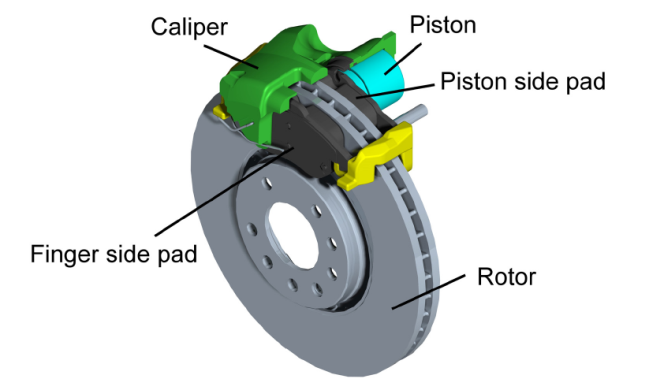 Caliper
Piston
Piston side pad
Finger side pad
Rotor